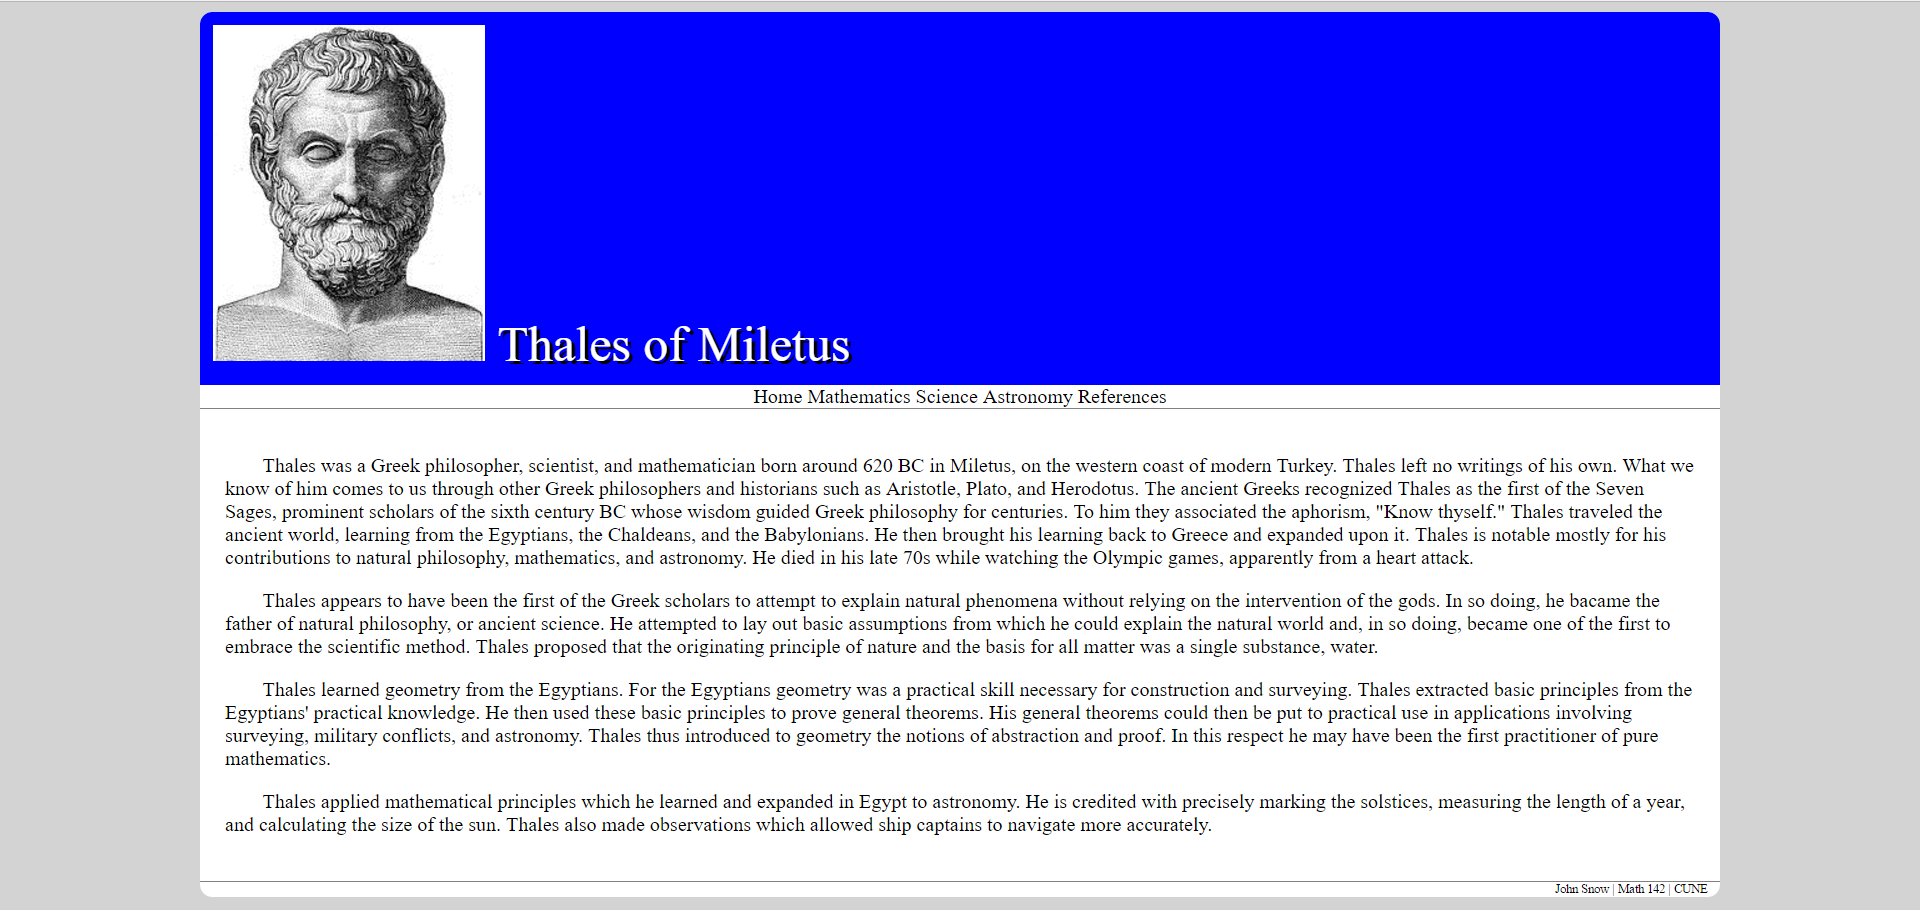 Thales of Miletus
Home Mathematics Science Astronomy References
Thales was a Greek philosopher, scientist, and mathematician born around 620 BC in Miletus, on the western coast of modern Turkey. Thales left no writings of his own. What we
know of him comes to us through other Greek philosophers and historians such as Aristotle, Plato, and Herodotus. The ancient Greeks recognized Thales as the first of the Seven
Sages, prominent scholars of the sixth century BC whose wisdom guided Greek philosophy for centuries. To him they associated the aphorism, "Know thyself." Thales traveled the
ancient world, learning from the Egyptians, the Chaldeans, and the Babylonians. He then brought his learning back to Greece and expanded upon it. Thales is notable mostly for his
contributions to natural philosophy, mathematics, and astronomy. He died in his late 70s while watching the Olympic games, apparently from a heart attack.
Thales appears to have been the first of the Greek scholars to attempt to explain natural phenomena without relying on the intervention of the gods. In so doing, he bacame the
father of natural philosophy, or ancient science. He attempted to lay out basic assumptions from which he could explain the natural world and, in so doing, became one of the first to
embrace the scientific method. Thales proposed that the originating principle of nature and the basis for all matter was a single substance, water.
Thales learned geometry from the Egyptians. For the Egyptians geometry was a practical skill necessary for construction and surveying. Thales extracted basic principles from the
Egyptians' practical knowledge. He then used these basic principles to prove general theorems. His general theorems could then be put to practical use in applications involving
surveying, military conflicts, and astronomy. Thales thus introduced to geometry the notions of abstraction and proof. In this respect he may have been the first practitioner of pure
mathematics.
Thales applied mathematical principles which he learned and expanded in Egypt to astronomy. He is credited with precisely marking the solstices, measuring the length of a year,
and calculating the size of the sun. Thales also made observations which allowed ship captains to navigate more accurately.
John Snow | Math 142 | CUNE